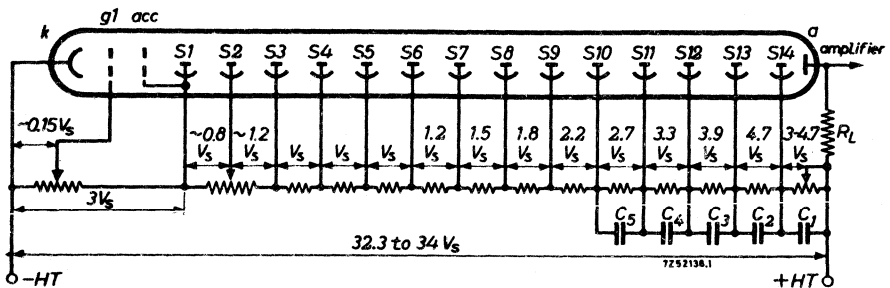 g1 acc
k S1 S2 S3 S4 S5 S6 S7 S8 S9 S10 S11 S12 S13 S14 a amplifier
~0.15Vs ~0.8 ~1.2 1.2 1.5 1.8 2.2 2.7 3.3 3.9 4.7 3-4.7 RL
Vs Vs Vs Vs Vs Vs Vs Vs Vs Vs Vs Vs Vs Vs
3Vs
C5 C4 C3 C2 C1
32.3 to 34 Vs
7Z52138.1
-HT +HT